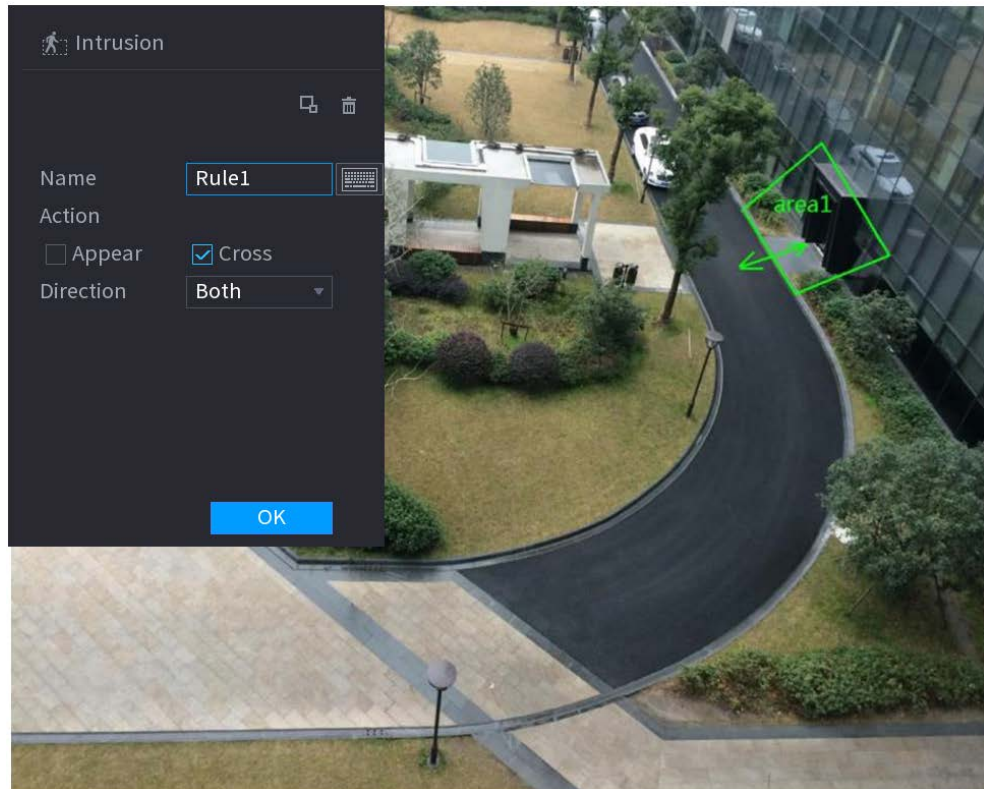 Intrusion
Name Rule1
Action
Appear Cross
Direction Both
OK
area1